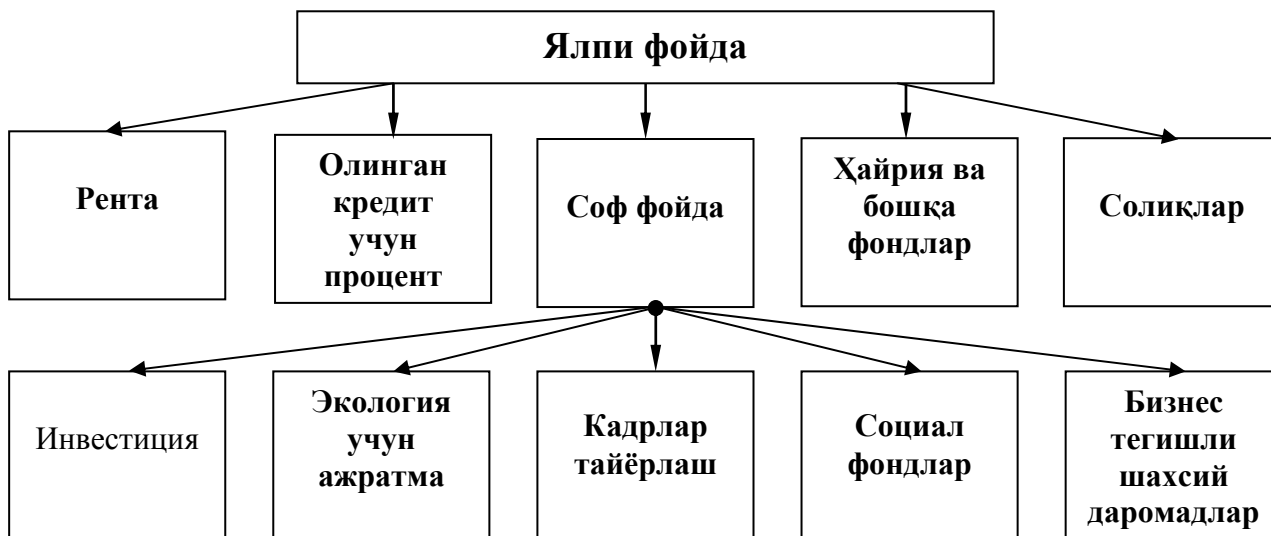 Ялпи фойда
Рента
Олинган
кредит
учун
процент
Соф фойда
Ҳайрия ва
бошқа
фондлар
Солиқлар
Инвестиция
Экология
учун
ажратма
Кадрлар
тайёрлаш
Социал
фондлар
Бизнес
тегишли
шахсий
даромадлар